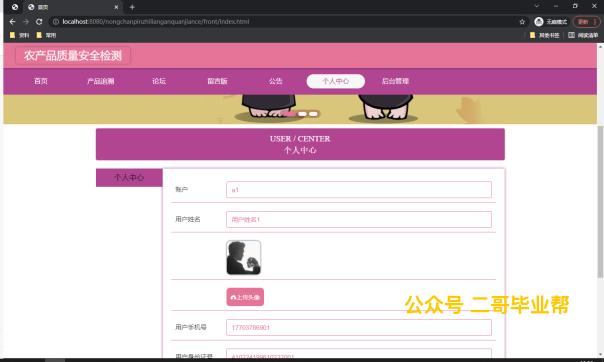 首页
localhost:8080/nongchanpinzhiliànganquanjiance/front/index.html
无痕模式
更新
资料
常用
其他书签
阅读清单
农产品质量安全检测
首页
产品追溯
论坛
留言板
公告
个人中心
后台管理
USER / CENTER
个人中心
个人中心
账户
a1
用户姓名
用户姓名1
上传头像
公众号 二哥毕业帮
用户手机号
17703786901
用户身份证号